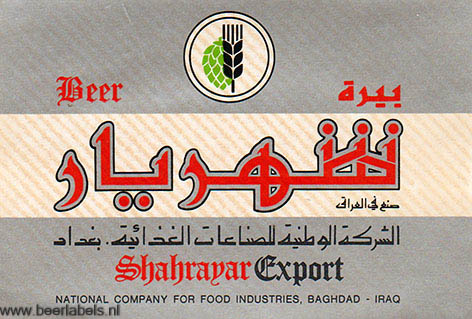 Beer بيرة
شهريار
صنع في العراق
الشركة الوطنية للصناعات الغذائية . بغداد
Shahrayar Export
NATIONAL COMPANY FOR FOOD INDUSTRIES, BAGHDAD - IRAQ
www.beerlabels.nl